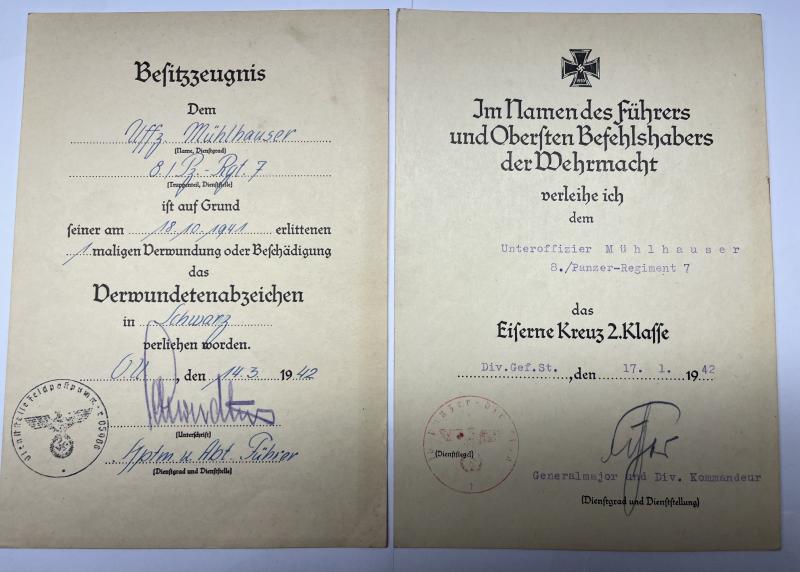 Besitzzeugnis
Dem
Uffz. Mühlhauser
(Name, Dienstgrad)
8./Pz.-Rgt. 7
(Truppenteil, Dienststelle)
ist auf Grund
seiner am 18.10.1941 erlittenen
1 maligen Verwundung oder Beschädigung
das
Verwundetenabzeichen
in Schwarz
verliehen worden.
O.U., den 14.3. 1942
(Unterschrift)
Hptm u. Abt. Führer
(Dienstgrad und Dienststelle)
Dienststelle Feldpostnummer 05986
Im Namen des Führers
und Obersten Befehlshabers
der Wehrmacht
verleihe ich
dem
Unteroffizier Mühlhauser
8./Panzer-Regiment 7
das
Eiserne Kreuz 2. Klasse
Div.Gef.St. ,den 17. 1. 1942
(Dienstsiegel)
Generalmajor und Div. Kommandeur
(Dienstgrad und Dienststellung)